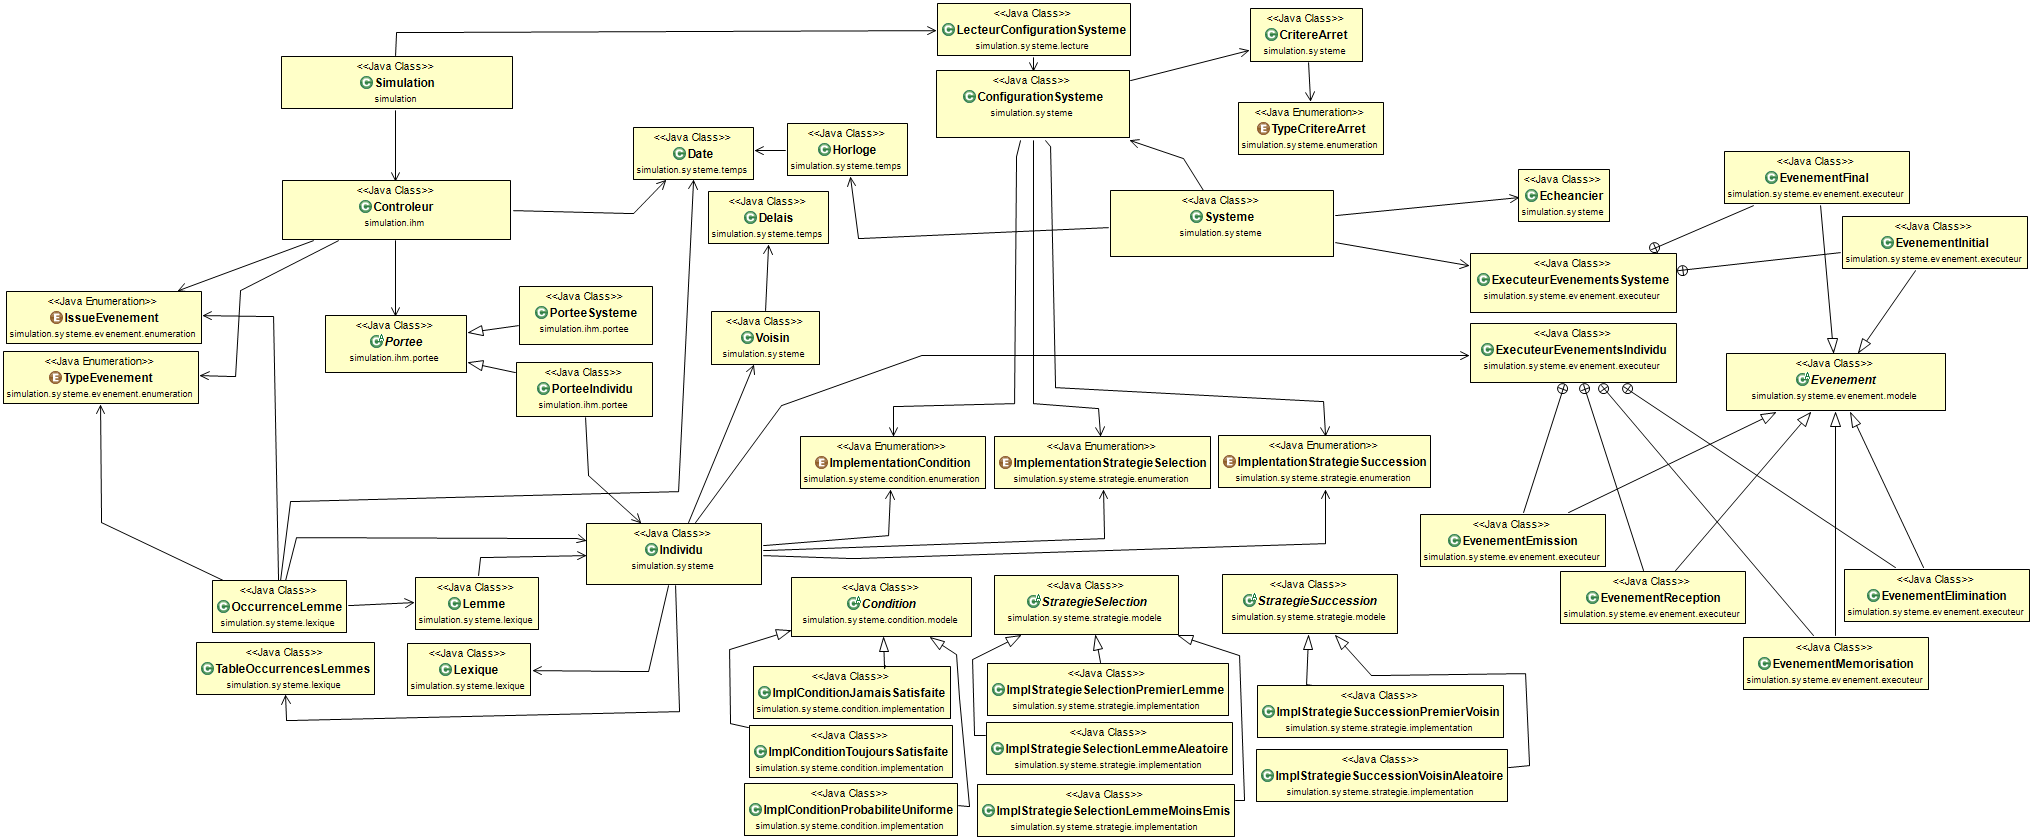 <<Java Class>>
LecteurConfigurationSysteme
simulation.systeme.lecture
<<Java Class>>
CritereArret
simulation.systeme
<<Java Class>>
Simulation
simulation
<<Java Class>>
ConfigurationSysteme
simulation.systeme
<<Java Enumeration>>
TypeCritereArret
simulation.systeme.enumeration
<<Java Class>>
Date
simulation.systeme.temps
<<Java Class>>
Horloge
simulation.systeme.temps
<<Java Class>>
EvenementFinal
simulation.systeme.evenement.executeur
<<Java Class>>
Controleur
simulation.ihm
<<Java Class>>
Delais
simulation.systeme.temps
<<Java Class>>
Systeme
simulation.systeme
<<Java Class>>
Echeancier
simulation.systeme
<<Java Class>>
EvenementInitial
simulation.systeme.evenement.executeur
<<Java Class>>
ExecuteurEvenementsSysteme
simulation.systeme.evenement.executeur
<<Java Enumeration>>
IssueEvenement
simulation.systeme.evenement.enumeration
<<Java Class>>
PorteeSysteme
simulation.ihm.portee
<<Java Class>>
Portee
simulation.ihm.portee
<<Java Class>>
Voisin
simulation.systeme
<<Java Class>>
ExecuteurEvenementsIndividu
simulation.systeme.evenement.executeur
<<Java Enumeration>>
TypeEvenement
simulation.systeme.evenement.enumeration
<<Java Class>>
PorteeIndividu
simulation.ihm.portee
<<Java Class>>
Evenement
simulation.systeme.evenement.modele
<<Java Enumeration>>
ImplementationCondition
simulation.systeme.condition.enumeration
<<Java Enumeration>>
ImplementationStrategieSelection
simulation.systeme.strategie.enumeration
<<Java Enumeration>>
ImplentationStrategieSuccession
simulation.systeme.strategie.enumeration
<<Java Class>>
Individu
simulation.systeme
<<Java Class>>
EvenementEmission
simulation.systeme.evenement.executeur
<<Java Class>>
OccurrenceLemme
simulation.systeme.lexique
<<Java Class>>
Lemme
simulation.systeme.lexique
<<Java Class>>
Condition
simulation.systeme.condition.modele
<<Java Class>>
StrategieSelection
simulation.systeme.strategie.modele
<<Java Class>>
StrategieSuccession
simulation.systeme.strategie.modele
<<Java Class>>
EvenementReception
simulation.systeme.evenement.executeur
<<Java Class>>
EvenementElimination
simulation.systeme.evenement.executeur
<<Java Class>>
TableOccurrencesLemmes
simulation.systeme.lexique
<<Java Class>>
Lexique
simulation.systeme.lexique
<<Java Class>>
EvenementMemorisation
simulation.systeme.evenement.executeur
<<Java Class>>
ImplConditionJamaisSatisfaite
simulation.systeme.condition.implementation
<<Java Class>>
ImplStrategieSelectionPremierLemme
simulation.systeme.strategie.implementation
<<Java Class>>
ImplStrategieSuccessionPremierVoisin
simulation.systeme.strategie.implementation
<<Java Class>>
ImplConditionToujoursSatisfaite
simulation.systeme.condition.implementation
<<Java Class>>
ImplStrategieSelectionLemmeAleatoire
simulation.systeme.strategie.implementation
<<Java Class>>
ImplStrategieSuccessionVoisinAleatoire
simulation.systeme.strategie.implementation
<<Java Class>>
ImplConditionProbabiliteUniforme
simulation.systeme.condition.implementation
<<Java Class>>
ImplStrategieSelectionLemmeMoinsEmis
simulation.systeme.strategie.implementation